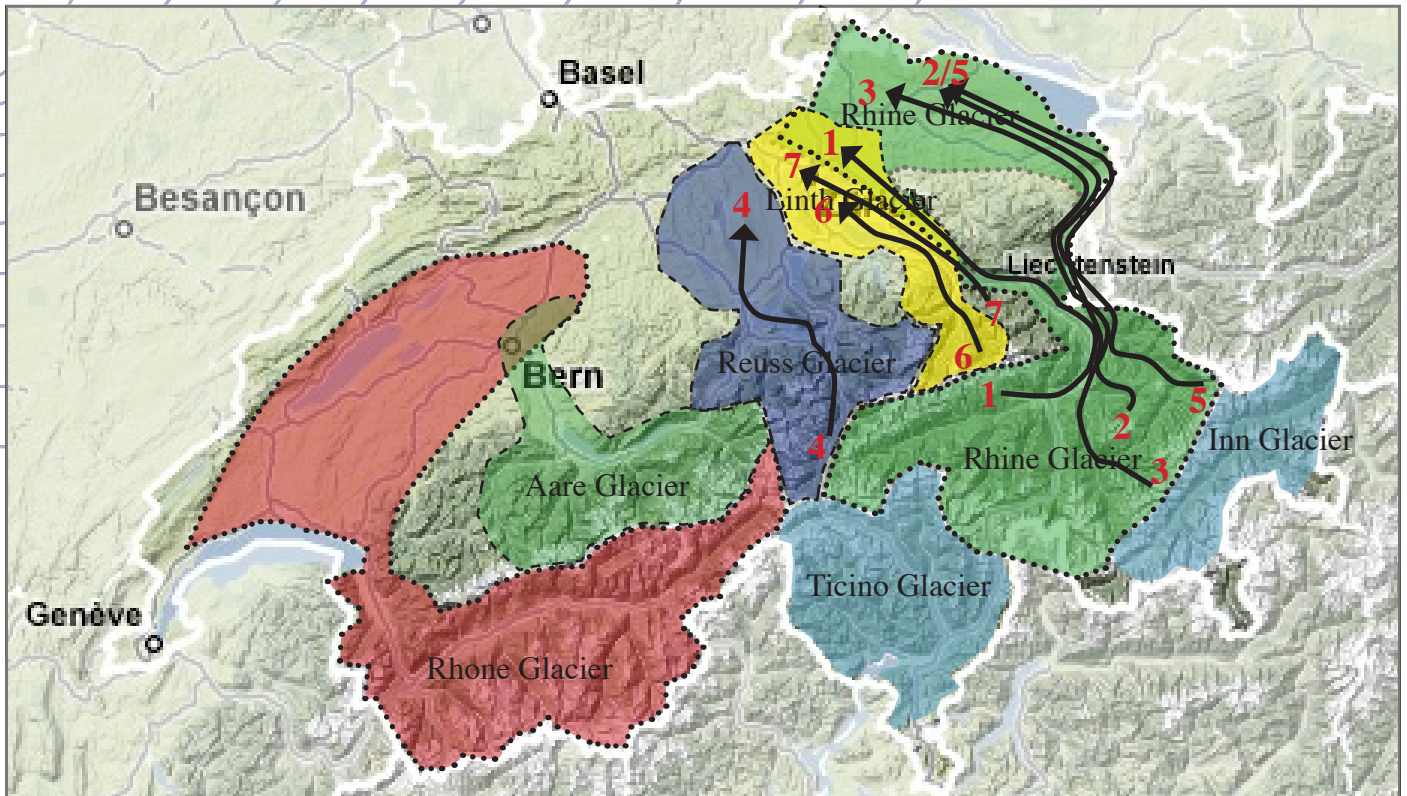 Basel
2/5
3
Rhine Glacier
1
7
Besançon
4
Linth Glacier
6
Liechtenstein
7
6
Reuss Glacier
Bern
1
5
2
4
Inn Glacier
Rhine Glacier
3
Aare Glacier
Ticino Glacier
Genève
Rhone Glacier